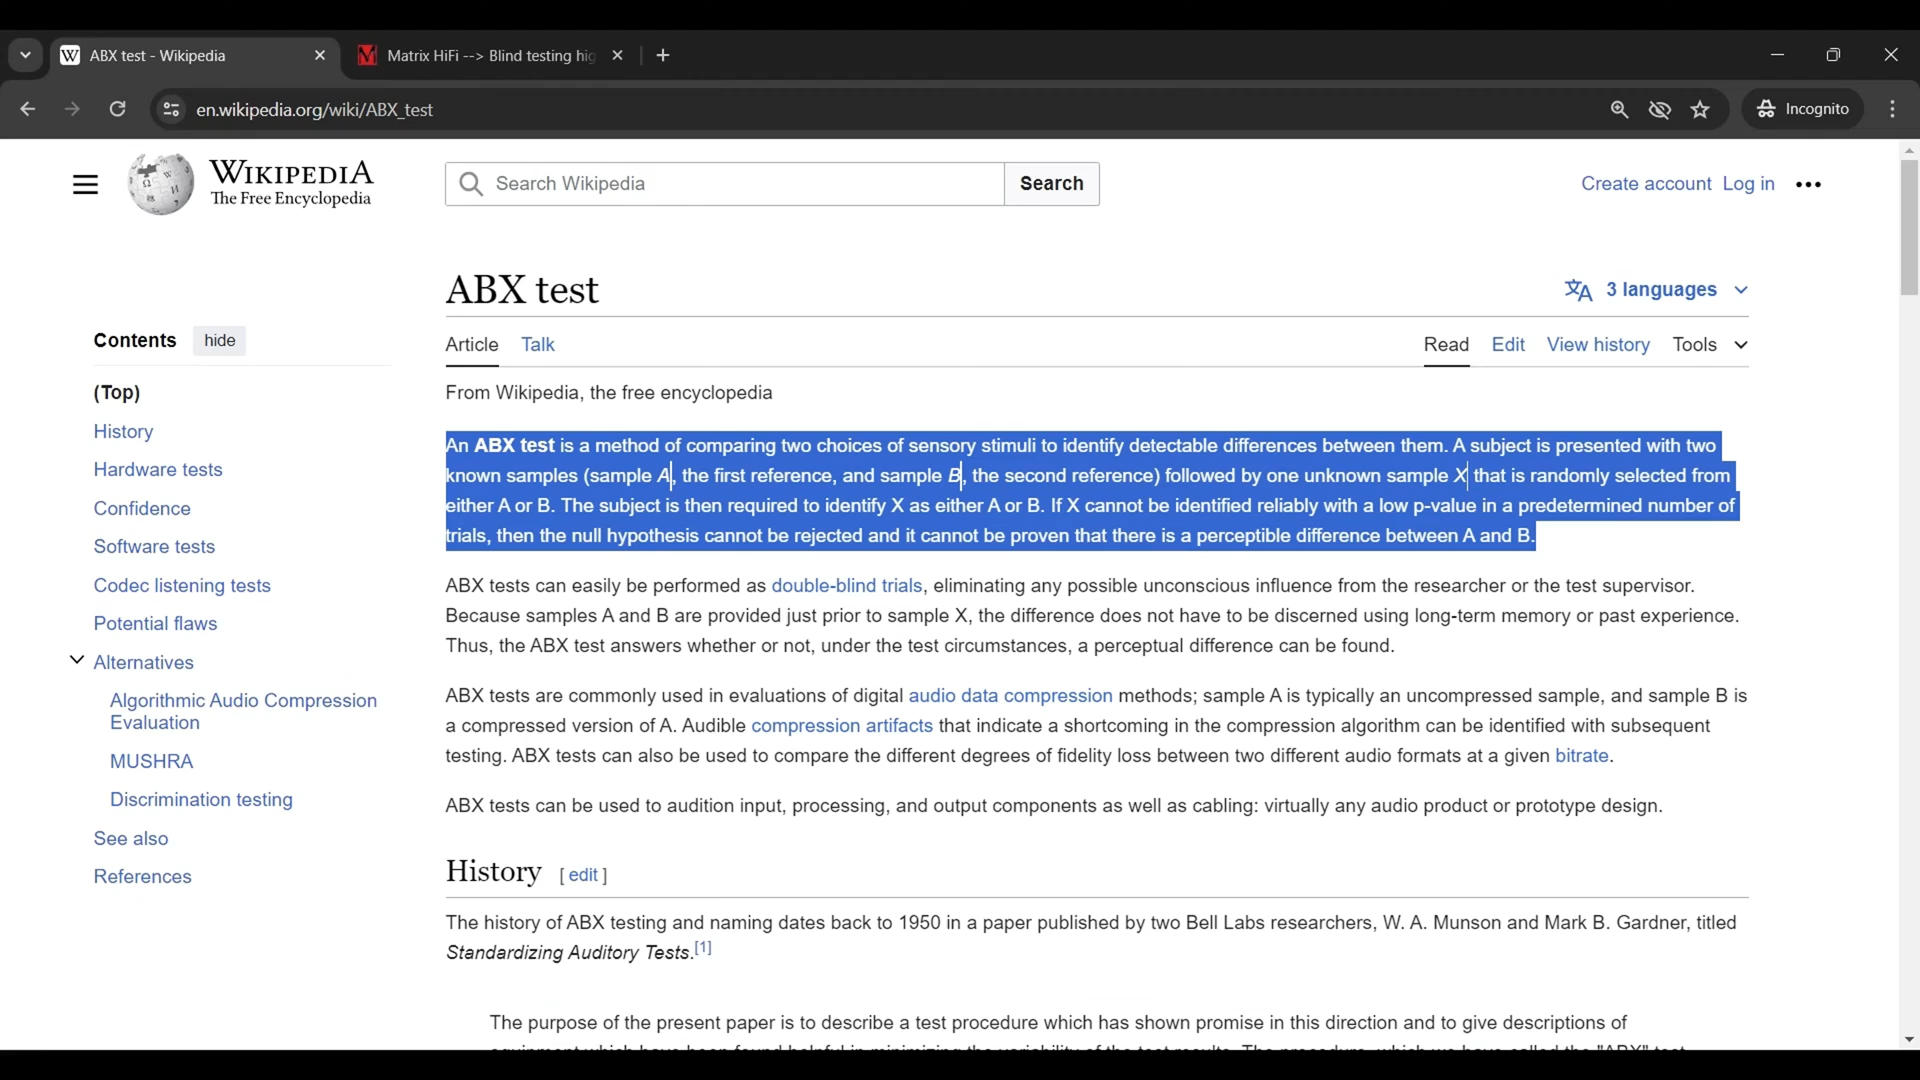 ABX test - Wikipedia
Matrix HiFi --> Blind testing hig
en.wikipedia.org/wiki/ABX_test
Incognito
WIKIPEDIA
The Free Encyclopedia
Search Wikipedia
Search
Create account Log in
ABX test
3 languages
Contents hide
Article Talk
Read Edit View history Tools
(Top)
From Wikipedia, the free encyclopedia
History
Hardware tests
Confidence
Software tests
Codec listening tests
Potential flaws
Alternatives
Algorithmic Audio Compression
Evaluation
MUSHRA
Discrimination testing
See also
References
An ABX test is a method of comparing two choices of sensory stimuli to identify detectable differences between them. A subject is presented with two
known samples (sample A, the first reference, and sample B, the second reference) followed by one unknown sample X that is randomly selected from
either A or B. The subject is then required to identify X as either A or B. If X cannot be identified reliably with a low p-value in a predetermined number of
trials, then the null hypothesis cannot be rejected and it cannot be proven that there is a perceptible difference between A and B.
ABX tests can easily be performed as double-blind trials, eliminating any possible unconscious influence from the researcher or the test supervisor.
Because samples A and B are provided just prior to sample X, the difference does not have to be discerned using long-term memory or past experience.
Thus, the ABX test answers whether or not, under the test circumstances, a perceptual difference can be found.
ABX tests are commonly used in evaluations of digital audio data compression methods; sample A is typically an uncompressed sample, and sample B is
a compressed version of A. Audible compression artifacts that indicate a shortcoming in the compression algorithm can be identified with subsequent
testing. ABX tests can also be used to compare the different degrees of fidelity loss between two different audio formats at a given bitrate.
ABX tests can be used to audition input, processing, and output components as well as cabling: virtually any audio product or prototype design.
History [ edit ]
The history of ABX testing and naming dates back to 1950 in a paper published by two Bell Labs researchers, W. A. Munson and Mark B. Gardner, titled
Standardizing Auditory Tests.[1]
The purpose of the present paper is to describe a test procedure which has shown promise in this direction and to give descriptions of